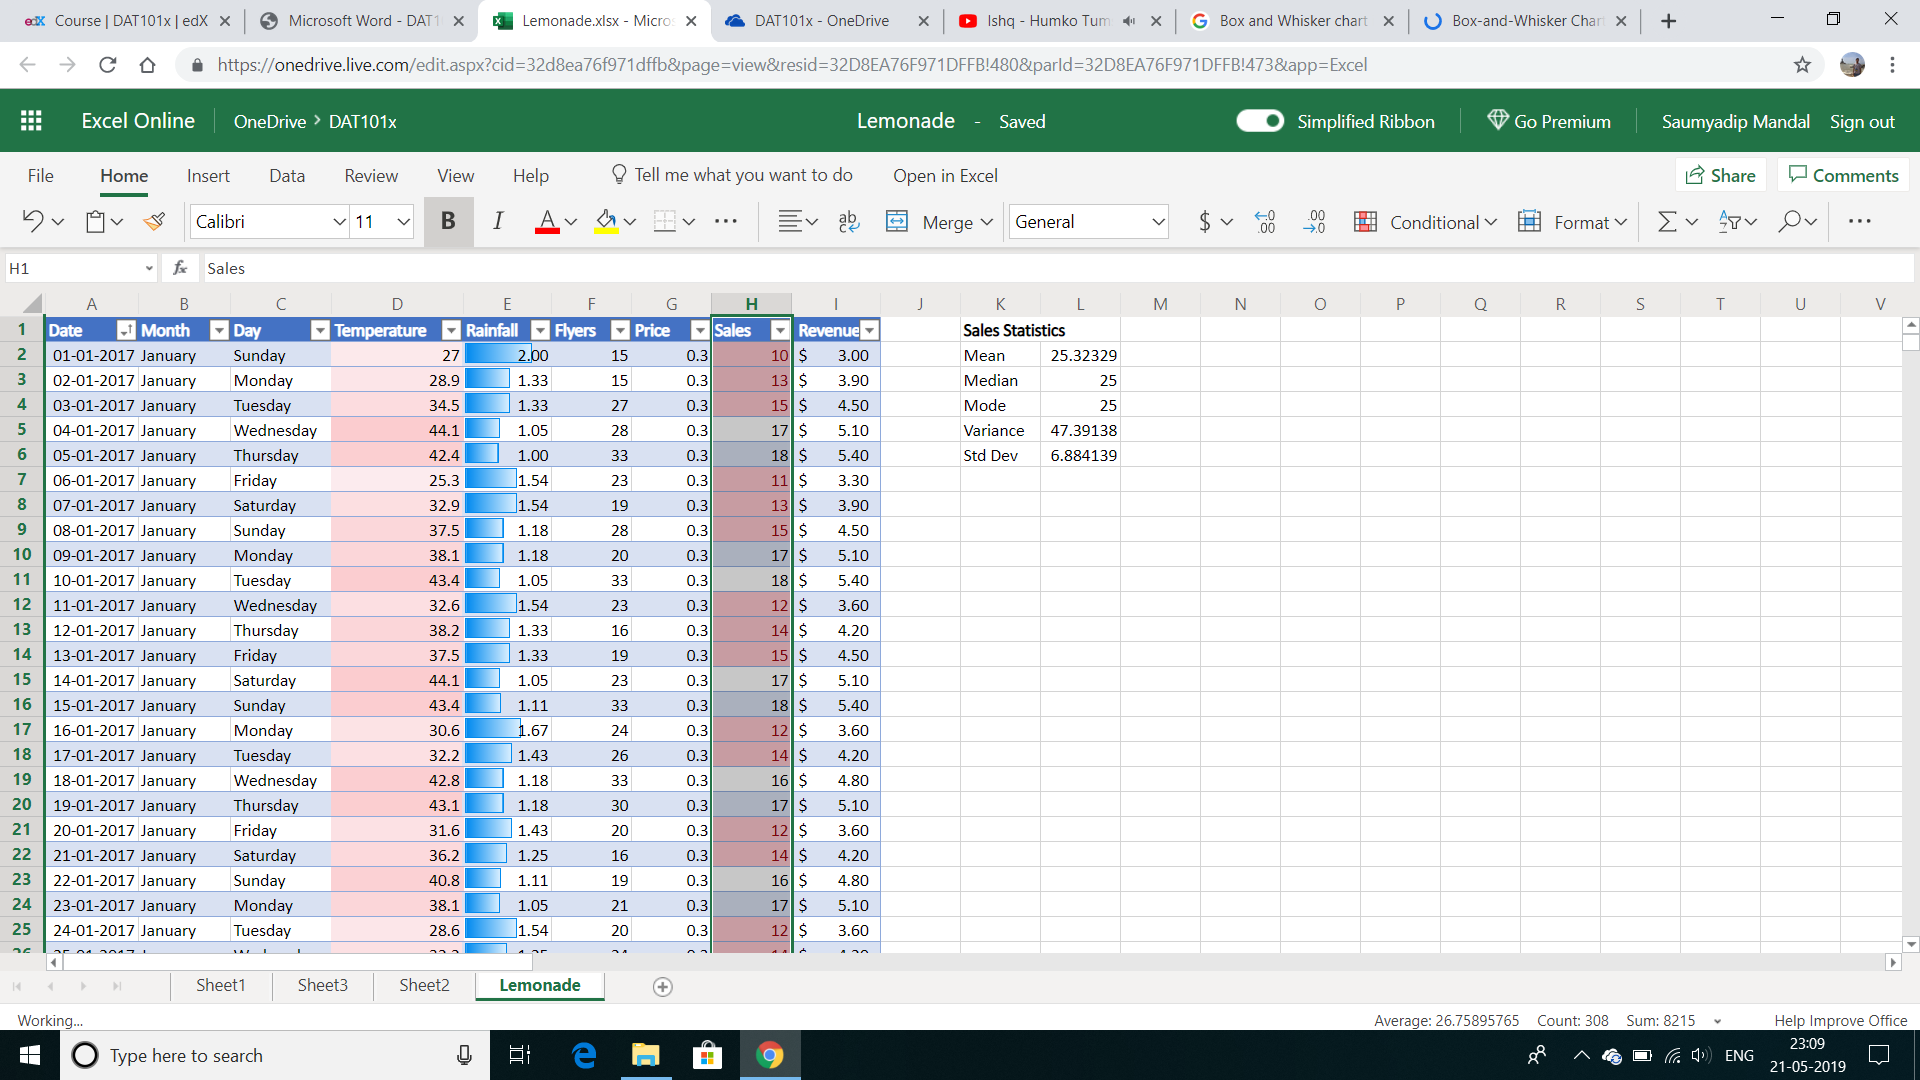 Course | DAT101x | edX
Microsoft Word - DAT1
Lemonade.xlsx - Micros
DAT101x - OneDrive
Ishq - Humko Tum
Box and Whisker chart
Box-and-Whisker Char
https://onedrive.live.com/edit.aspx?cid=32d8ea76f971dffb&page=view&resid=32D8EA76F971DFFB!480&parId=32D8EA76F971DFFB!473&app=Excel
Excel Online OneDrive > DAT101x Lemonade - Saved Simplified Ribbon Go Premium Saumyadip Mandal Sign out
File Home Insert Data Review View Help Tell me what you want to do Open in Excel Share Comments
Calibri 11 B I A ab Merge General $ Conditional Format
H1 fx Sales
A B C D E F G H I J K L M N O P Q R S T U V
1 Date Month Day Temperature Rainfall Flyers Price Sales Revenue Sales Statistics
2 01-01-2017 January Sunday 27 2.00 15 0.3 10 $ 3.00 Mean 25.32329
3 02-01-2017 January Monday 28.9 1.33 15 0.3 13 $ 3.90 Median 25
4 03-01-2017 January Tuesday 34.5 1.33 27 0.3 15 $ 4.50 Mode 25
5 04-01-2017 January Wednesday 44.1 1.05 28 0.3 17 $ 5.10 Variance 47.39138
6 05-01-2017 January Thursday 42.4 1.00 33 0.3 18 $ 5.40 Std Dev 6.884139
7 06-01-2017 January Friday 25.3 1.54 23 0.3 11 $ 3.30
8 07-01-2017 January Saturday 32.9 1.54 19 0.3 13 $ 3.90
9 08-01-2017 January Sunday 37.5 1.18 28 0.3 15 $ 4.50
10 09-01-2017 January Monday 38.1 1.18 20 0.3 17 $ 5.10
11 10-01-2017 January Tuesday 43.4 1.05 33 0.3 18 $ 5.40
12 11-01-2017 January Wednesday 32.6 1.54 23 0.3 12 $ 3.60
13 12-01-2017 January Thursday 38.2 1.33 16 0.3 14 $ 4.20
14 13-01-2017 January Friday 37.5 1.33 19 0.3 15 $ 4.50
15 14-01-2017 January Saturday 44.1 1.05 23 0.3 17 $ 5.10
16 15-01-2017 January Sunday 43.4 1.11 33 0.3 18 $ 5.40
17 16-01-2017 January Monday 30.6 1.67 24 0.3 12 $ 3.60
18 17-01-2017 January Tuesday 32.2 1.43 26 0.3 14 $ 4.20
19 18-01-2017 January Wednesday 42.8 1.18 33 0.3 16 $ 4.80
20 19-01-2017 January Thursday 43.1 1.18 30 0.3 17 $ 5.10
21 20-01-2017 January Friday 31.6 1.43 20 0.3 12 $ 3.60
22 21-01-2017 January Saturday 36.2 1.25 16 0.3 14 $ 4.20
23 22-01-2017 January Sunday 40.8 1.11 19 0.3 16 $ 4.80
24 23-01-2017 January Monday 38.1 1.05 21 0.3 17 $ 5.10
25 24-01-2017 January Tuesday 28.6 1.54 20 0.3 12 $ 3.60
Sheet1 Sheet3 Sheet2 Lemonade
Working... Average: 26.75895765 Count: 308 Sum: 8215 Help Improve Office
Type here to search ENG 23:09
21-05-2019